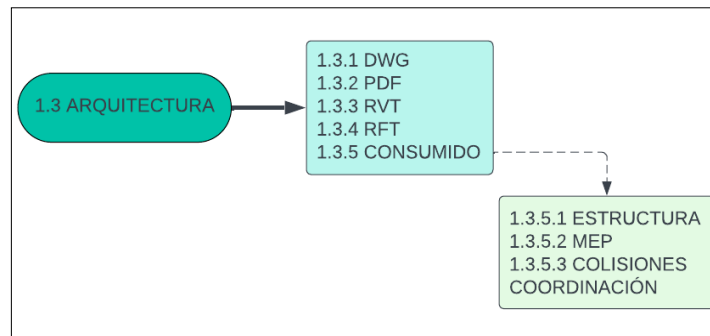 1.3 ARQUITECTURA
1.3.1 DWG
1.3.2 PDF
1.3.3 RVT
1.3.4 RFT
1.3.5 CONSUMIDO
1.3.5.1 ESTRUCTURA
1.3.5.2 MEP
1.3.5.3 COLISIONES
COORDINACIÓN